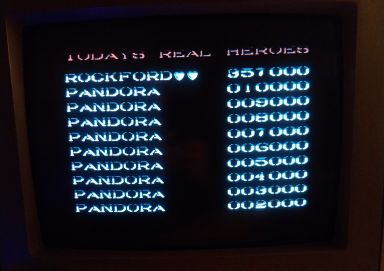 TODAYS REAL HEROES
ROCKFORD♥♥ 957000
PANDORA 010000
PANDORA 009000
PANDORA 008000
PANDORA 007000
PANDORA 006000
PANDORA 005000
PANDORA 004000
PANDORA 003000
PANDORA 002000